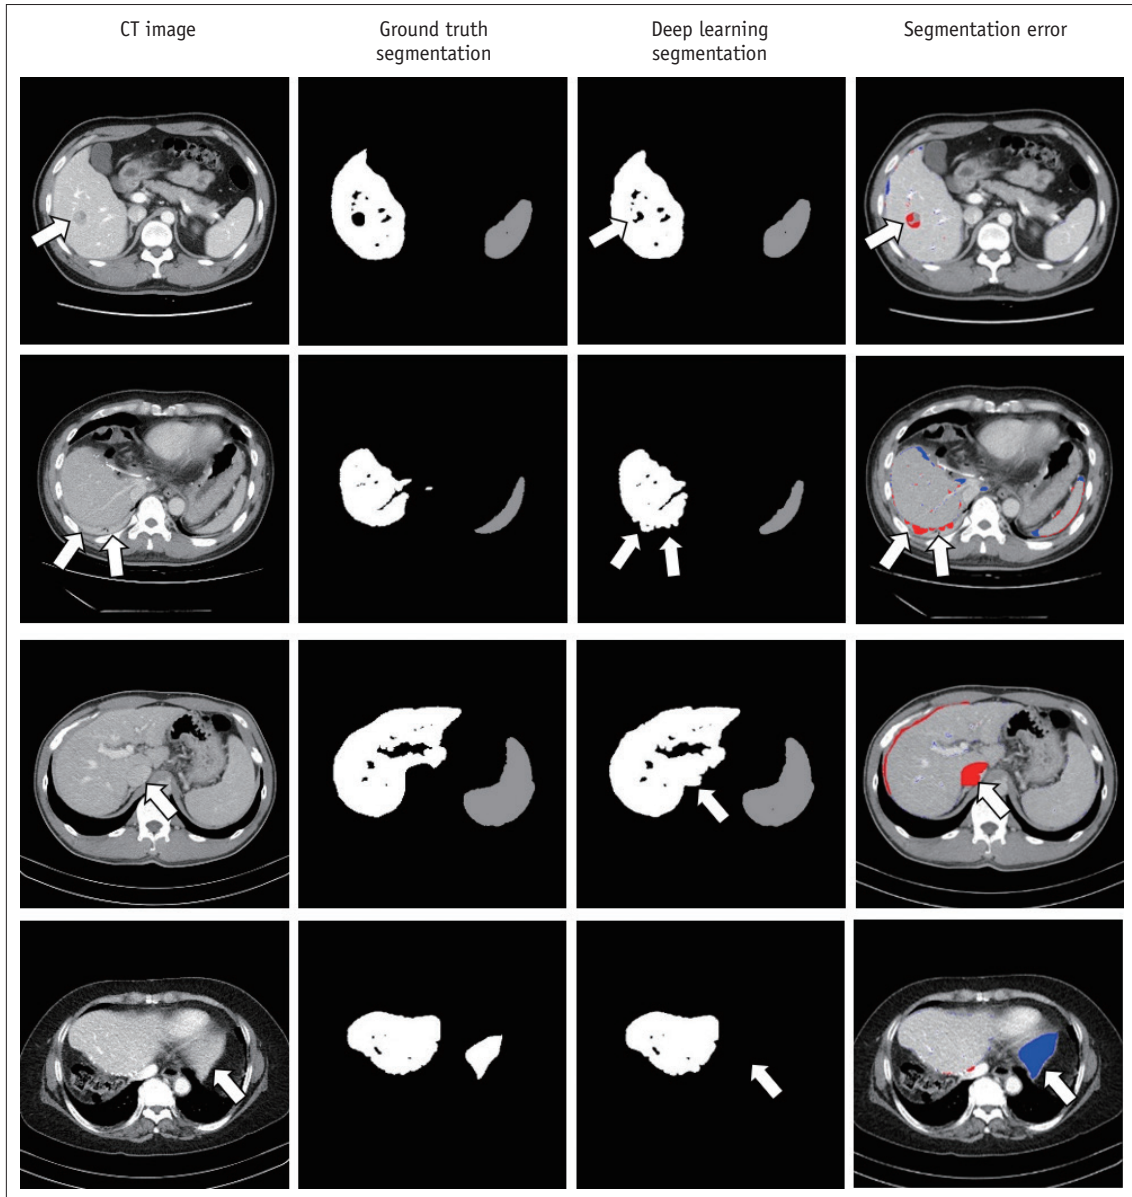 CT image
Ground truth
segmentation
Deep learning
segmentation
Segmentation error